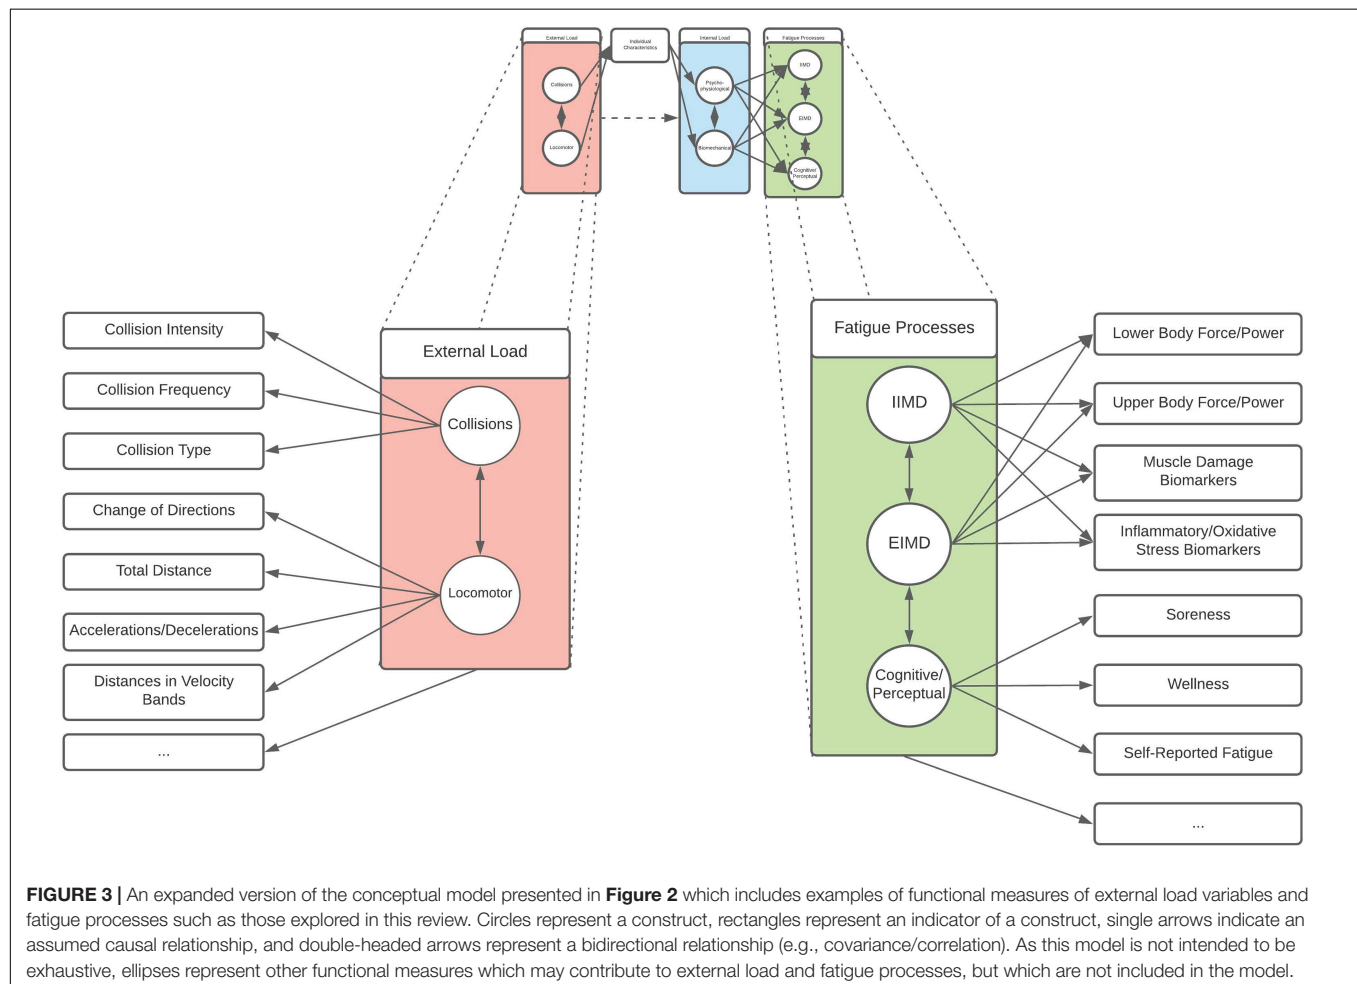 External Load
Individual
Characteristics
Internal Load
Fatigue Processes
Collisions
Locomotor
Psycho-
physiological
Biomechanical
IIMD
EIMD
Cognitive/
Perceptual
Collision Intensity
Collision Frequency
Collision Type
Change of Directions
Total Distance
Accelerations/Decelerations
Distances in Velocity
Bands
...
External Load
Collisions
Locomotor
Fatigue Processes
IIMD
EIMD
Cognitive/
Perceptual
Lower Body Force/Power
Upper Body Force/Power
Muscle Damage
Biomarkers
Inflammatory/Oxidative
Stress Biomarkers
Soreness
Wellness
Self-Reported Fatigue
...
FIGURE 3 | An expanded version of the conceptual model presented in Figure 2 which includes examples of functional measures of external load variables and
fatigue processes such as those explored in this review. Circles represent a construct, rectangles represent an indicator of a construct, single arrows indicate an
assumed causal relationship, and double-headed arrows represent a bidirectional relationship (e.g., covariance/correlation). As this model is not intended to be
exhaustive, ellipses represent other functional measures which may contribute to external load and fatigue processes, but which are not included in the model.